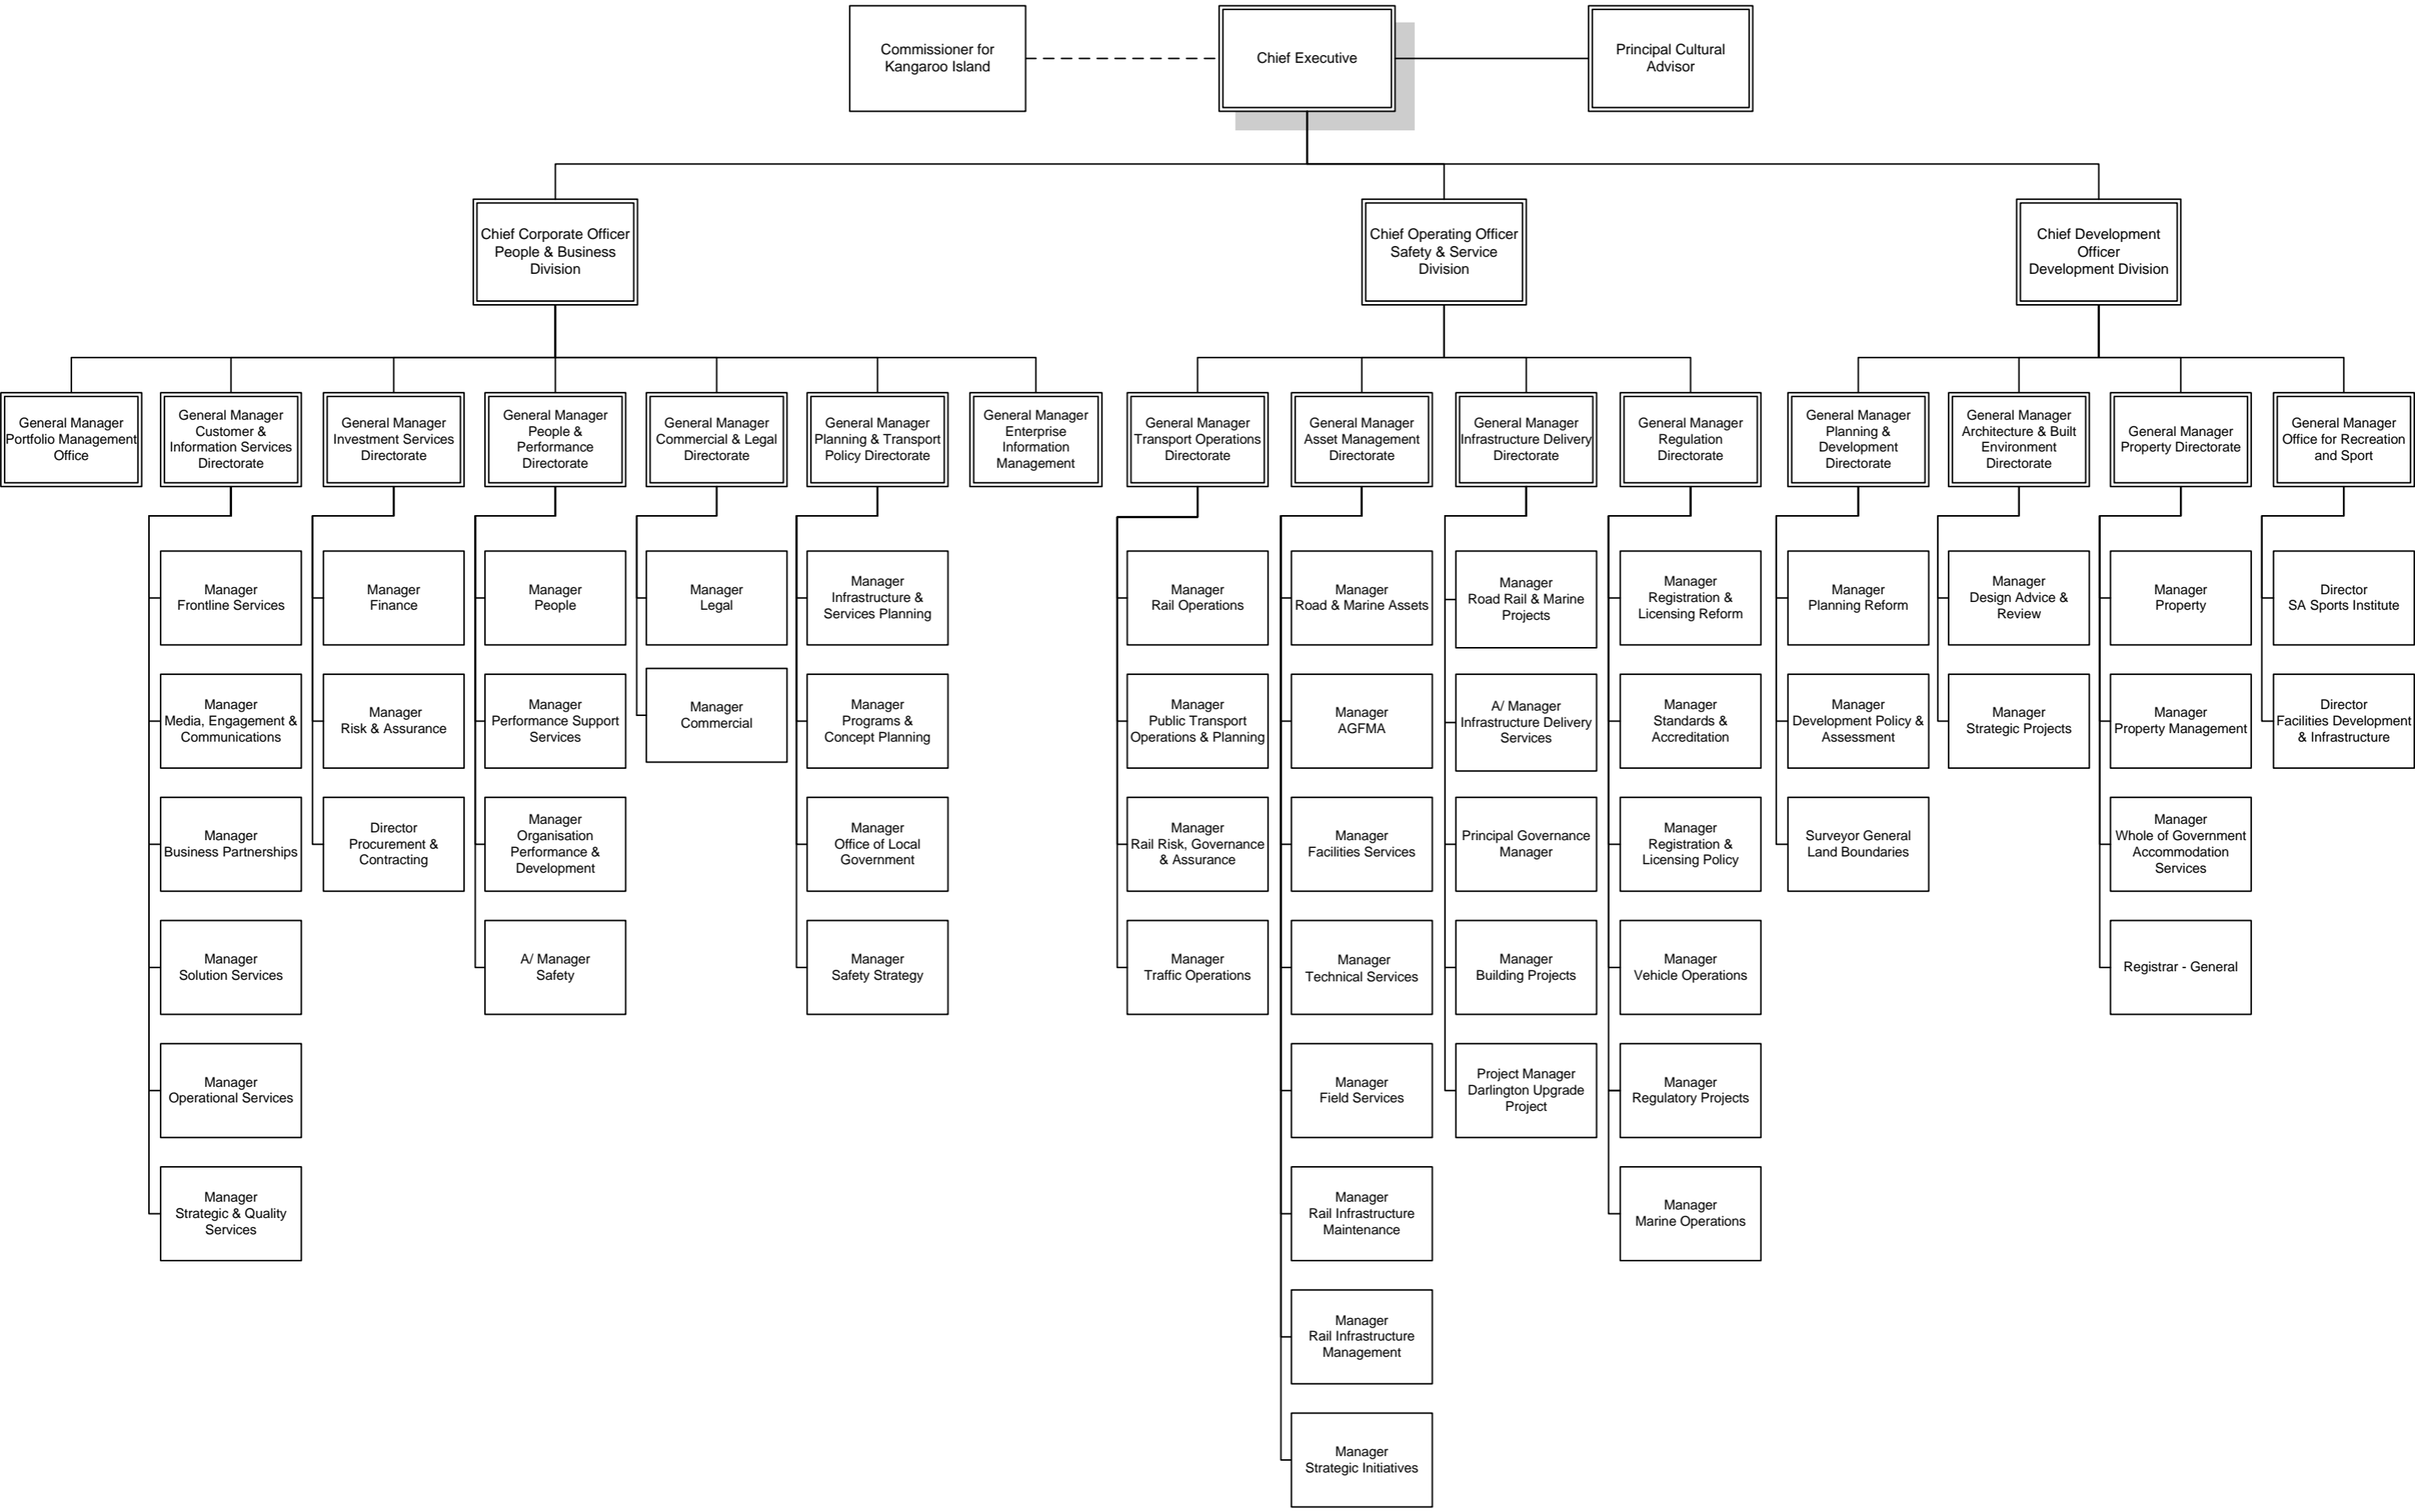 Commissioner for
Kangaroo Island
Chief Executive
Principal Cultural
Advisor
Chief Corporate Officer
People & Business
Division
Chief Operating Officer
Safety & Service
Division
Chief Development
Officer
Development Division
General Manager
Portfolio Management
Office
General Manager
Customer &
Information Services
Directorate
General Manager
Investment Services
Directorate
General Manager
People &
Performance
Directorate
General Manager
Commercial & Legal
Directorate
General Manager
Planning & Transport
Policy Directorate
General Manager
Enterprise
Information
Management
General Manager
Transport Operations
Directorate
General Manager
Asset Management
Directorate
General Manager
Infrastructure Delivery
Directorate
General Manager
Regulation
Directorate
General Manager
Planning &
Development
Directorate
General Manager
Architecture & Built
Environment
Directorate
General Manager
Property Directorate
General Manager
Office for Recreation
and Sport
Manager
Frontline Services
Manager
Media, Engagement &
Communications
Manager
Business Partnerships
Manager
Solution Services
Manager
Operational Services
Manager
Strategic & Quality
Services
Manager
Finance
Manager
Risk & Assurance
Director
Procurement &
Contracting
Manager
People
Manager
Performance Support
Services
Manager
Organisation
Performance &
Development
A/ Manager
Safety
Manager
Legal
Manager
Commercial
Manager
Infrastructure &
Services Planning
Manager
Programs &
Concept Planning
Manager
Office of Local
Government
Manager
Safety Strategy
Manager
Rail Operations
Manager
Public Transport
Operations & Planning
Manager
Rail Risk, Governance
& Assurance
Manager
Traffic Operations
Manager
Road & Marine Assets
Manager
AGFMA
Manager
Facilities Services
Manager
Technical Services
Manager
Field Services
Manager
Rail Infrastructure
Maintenance
Manager
Rail Infrastructure
Management
Manager
Strategic Initiatives
Manager
Road Rail & Marine
Projects
A/ Manager
Infrastructure Delivery
Services
Principal Governance
Manager
Manager
Building Projects
Project Manager
Darlington Upgrade
Project
Manager
Registration &
Licensing Reform
Manager
Standards &
Accreditation
Manager
Registration &
Licensing Policy
Manager
Vehicle Operations
Manager
Regulatory Projects
Manager
Marine Operations
Manager
Planning Reform
Manager
Development Policy &
Assessment
Surveyor General
Land Boundaries
Manager
Design Advice &
Review
Manager
Strategic Projects
Manager
Property
Manager
Property Management
Manager
Whole of Government
Accommodation
Services
Registrar - General
Director
SA Sports Institute
Director
Facilities Development
& Infrastructure